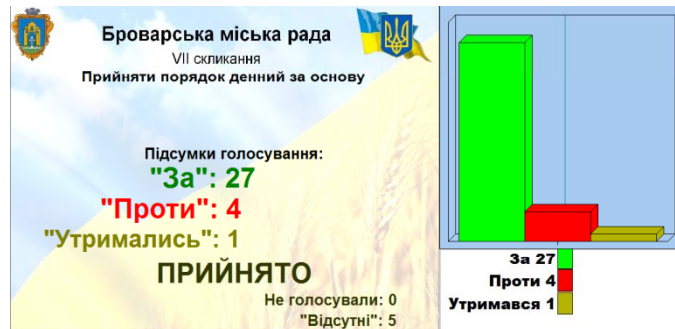 Броварська міська рада
VII скликання
Прийняти порядок денний за основу
Підсумки голосування:
"За": 27
"Проти": 4
"Утримались": 1
ПРИЙНЯТО
Не голосували: 0
"Відсутні": 5
За 27
Проти 4
Утримався 1